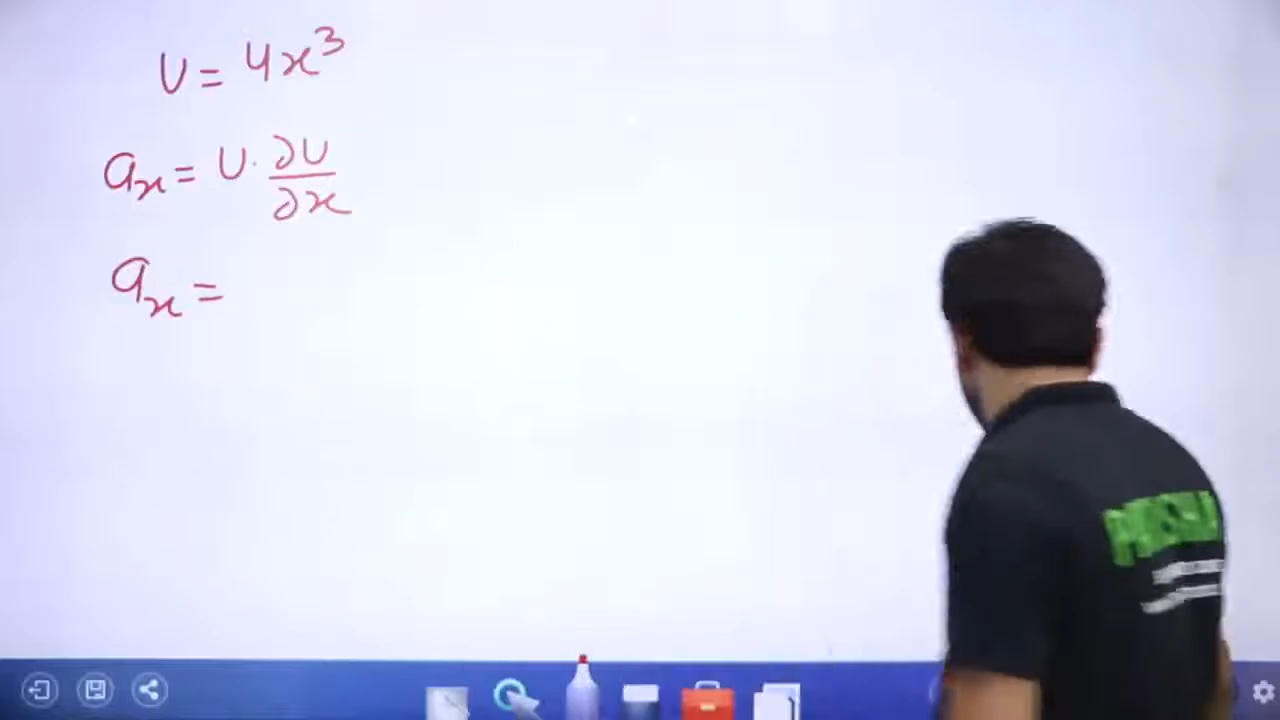 U = 4x³
aₓ = U · ∂U/∂x
aₓ =